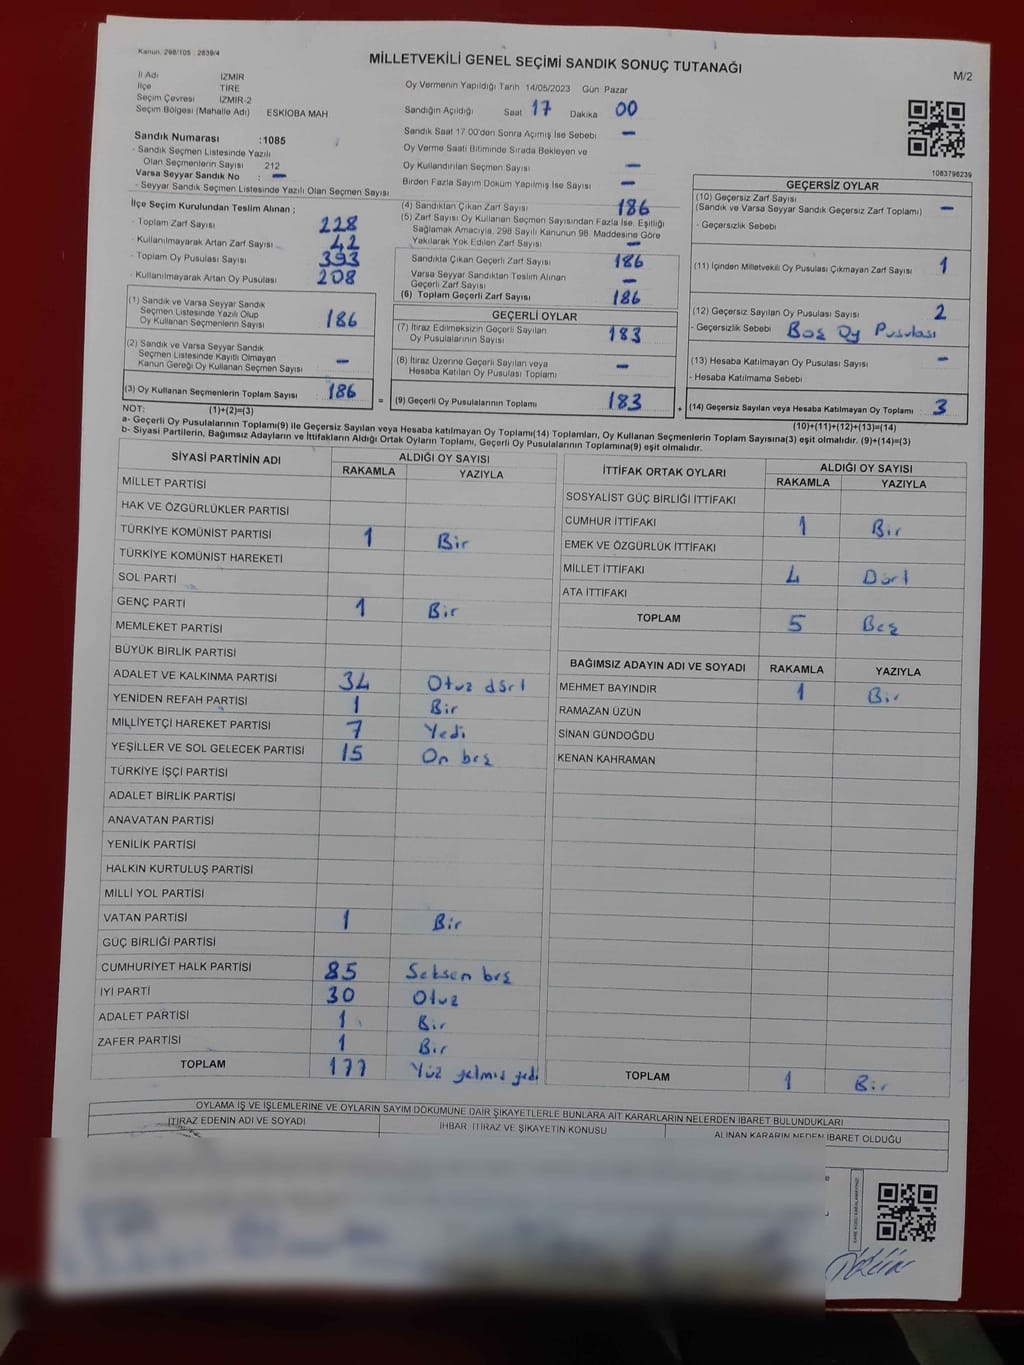 Kanun. 298/105 : 2839/4
MİLLETVEKİLİ GENEL SEÇİMİ SANDIK SONUÇ TUTANAĞI
M/2
İl Adı İZMİR
İlçe TİRE
Seçim Çevresi İZMİR-2
Seçim Bölgesi (Mahalle Adı) ESKİOBA MAH
Oy Vermenin Yapıldığı Tarih 14/05/2023 Gün: Pazar
Sandığın Açıldığı Saat 17 Dakika 00
Sandık Saat 17:00'den Sonra Açımış İse Sebebi –
Oy Verme Saati Bitiminde Sırada Bekleyen ve
Oy Kullandırılan Seçmen Sayısı –
Birden Fazla Sayım Döküm Yapılmış İse Sayısı –
1083796239
Sandık Numarası :1085
- Sandık Seçmen Listesinde Yazılı
Olan Seçmenlerin Sayısı 212
Varsa Seyyar Sandık No : –
- Seyyar Sandık Seçmen Listesinde Yazılı Olan Seçmen Sayısı
İlçe Seçim Kurulundan Teslim Alınan ;
- Toplam Zarf Sayısı 228
- Kullanılmayarak Artan Zarf Sayısı 42
- Toplam Oy Pusulası Sayısı 393
- Kullanılmayarak Artan Oy Pusulası 208
(1) Sandık ve Varsa Seyyar Sandık
Seçmen Listesinde Yazılı Olup
Oy Kullanan Seçmenlerin Sayısı 186
(2) Sandık ve Varsa Seyyar Sandık
Seçmen Listesinde Kayıtlı Olmayan
Kanun Gereği Oy Kullanan Seçmen Sayısı –
(3) Oy Kullanan Seçmenlerin Toplam Sayısı 186 =
(4) Sandıktan Çıkan Zarf Sayısı 186
(5) Zarf Sayısı Oy Kullanan Seçmen Sayısından Fazla İse, Eşitliği
Sağlamak Amacıyla, 298 Sayılı Kanunun 98. Maddesine Göre
Yakılarak Yok Edilen Zarf Sayısı –
Sandıkta Çıkan Geçerli Zarf Sayısı 186
Varsa Seyyar Sandıktan Teslim Alınan
Geçerli Zarf Sayısı –
(6) Toplam Geçerli Zarf Sayısı 186
GEÇERLİ OYLAR
(7) İtiraz Edilmeksizin Geçerli Sayılan
Oy Pusulalarının Sayısı 183
(8) İtiraz Üzerine Geçerli Sayılan veya
Hesaba Katılan Oy Pusulası Toplamı –
(9) Geçerli Oy Pusulalarının Toplamı 183 +
GEÇERSİZ OYLAR
(10) Geçersiz Zarf Sayısı
(Sandık ve Varsa Seyyar Sandık Geçersiz Zarf Toplamı) –
- Geçersizlik Sebebi
(11) İçinden Milletvekili Oy Pusulası Çıkmayan Zarf Sayısı 1
(12) Geçersiz Sayılan Oy Pusulası Sayısı 2
- Geçersizlik Sebebi Boş Oy Pusulası
(13) Hesaba Katılmayan Oy Pusulası Sayısı –
- Hesaba Katılmama Sebebi
(14) Geçersiz Sayılan veya Hesaba Katılmayan Oy Toplamı 3
NOT: (1)+(2)=(3)
(10)+(11)+(12)+(13)=(14)
a- Geçerli Oy Pusulalarının Toplamı(9) ile Geçersiz Sayılan veya Hesaba katılmayan Oy Toplamı(14) Toplamları, Oy Kullanan Seçmenlerin Toplam Sayısına(3) eşit olmalıdır. (9)+(14)=(3)
b- Siyasi Partilerin, Bağımsız Adayların ve İttifakların Aldığı Ortak Oyların Toplamı, Geçerli Oy Pusulalarının Toplamına(9) eşit olmalıdır.
SİYASİ PARTİNİN ADI ALDIĞI OY SAYISI
RAKAMLA YAZIYLA
MİLLET PARTİSİ
HAK VE ÖZGÜRLÜKLER PARTİSİ
TÜRKİYE KOMÜNİST PARTİSİ 1 Bir
TÜRKİYE KOMÜNİST HAREKETİ
SOL PARTİ
GENÇ PARTİ 1 Bir
MEMLEKET PARTİSİ
BÜYÜK BİRLİK PARTİSİ
ADALET VE KALKINMA PARTİSİ 34 Otuz dört
YENİDEN REFAH PARTİSİ 1 Bir
MİLLİYETÇİ HAREKET PARTİSİ 7 Yedi
YEŞİLLER VE SOL GELECEK PARTİSİ 15 On beş
TÜRKİYE İŞÇİ PARTİSİ
ADALET BİRLİK PARTİSİ
ANAVATAN PARTİSİ
YENİLİK PARTİSİ
HALKIN KURTULUŞ PARTİSİ
MİLLİ YOL PARTİSİ
VATAN PARTİSİ 1 Bir
GÜÇ BİRLİĞİ PARTİSİ
CUMHURİYET HALK PARTİSİ 85 Seksen beş
İYİ PARTİ 30 Otuz
ADALET PARTİSİ 1 Bir
ZAFER PARTİSİ 1 Bir
TOPLAM 177 Yüz yetmiş yedi
İTTİFAK ORTAK OYLARI ALDIĞI OY SAYISI
RAKAMLA YAZIYLA
SOSYALİST GÜÇ BİRLİĞİ İTTİFAKI
CUMHUR İTTİFAKI 1 Bir
EMEK VE ÖZGÜRLÜK İTTİFAKI
MİLLET İTTİFAKI 4 Dört
ATA İTTİFAKI
TOPLAM 5 Beş
BAĞIMSIZ ADAYIN ADI VE SOYADI RAKAMLA YAZIYLA
MEHMET BAYINDIR 1 Bir
RAMAZAN ÜZÜN
SİNAN GÜNDOĞDU
KENAN KAHRAMAN
TOPLAM 1 Bir
OYLAMA İŞ VE İŞLEMLERİNE VE OYLARIN SAYIM DÖKÜMÜNE DAİR ŞİKAYETLERLE BUNLARA AİT KARARLARIN NELERDEN İBARET BULUNDUKLARI
İTİRAZ EDENİN ADI VE SOYADI İHBAR, İTİRAZ VE ŞİKAYETİN KONUSU ALINAN KARARIN NEDEN İBARET OLDUĞU